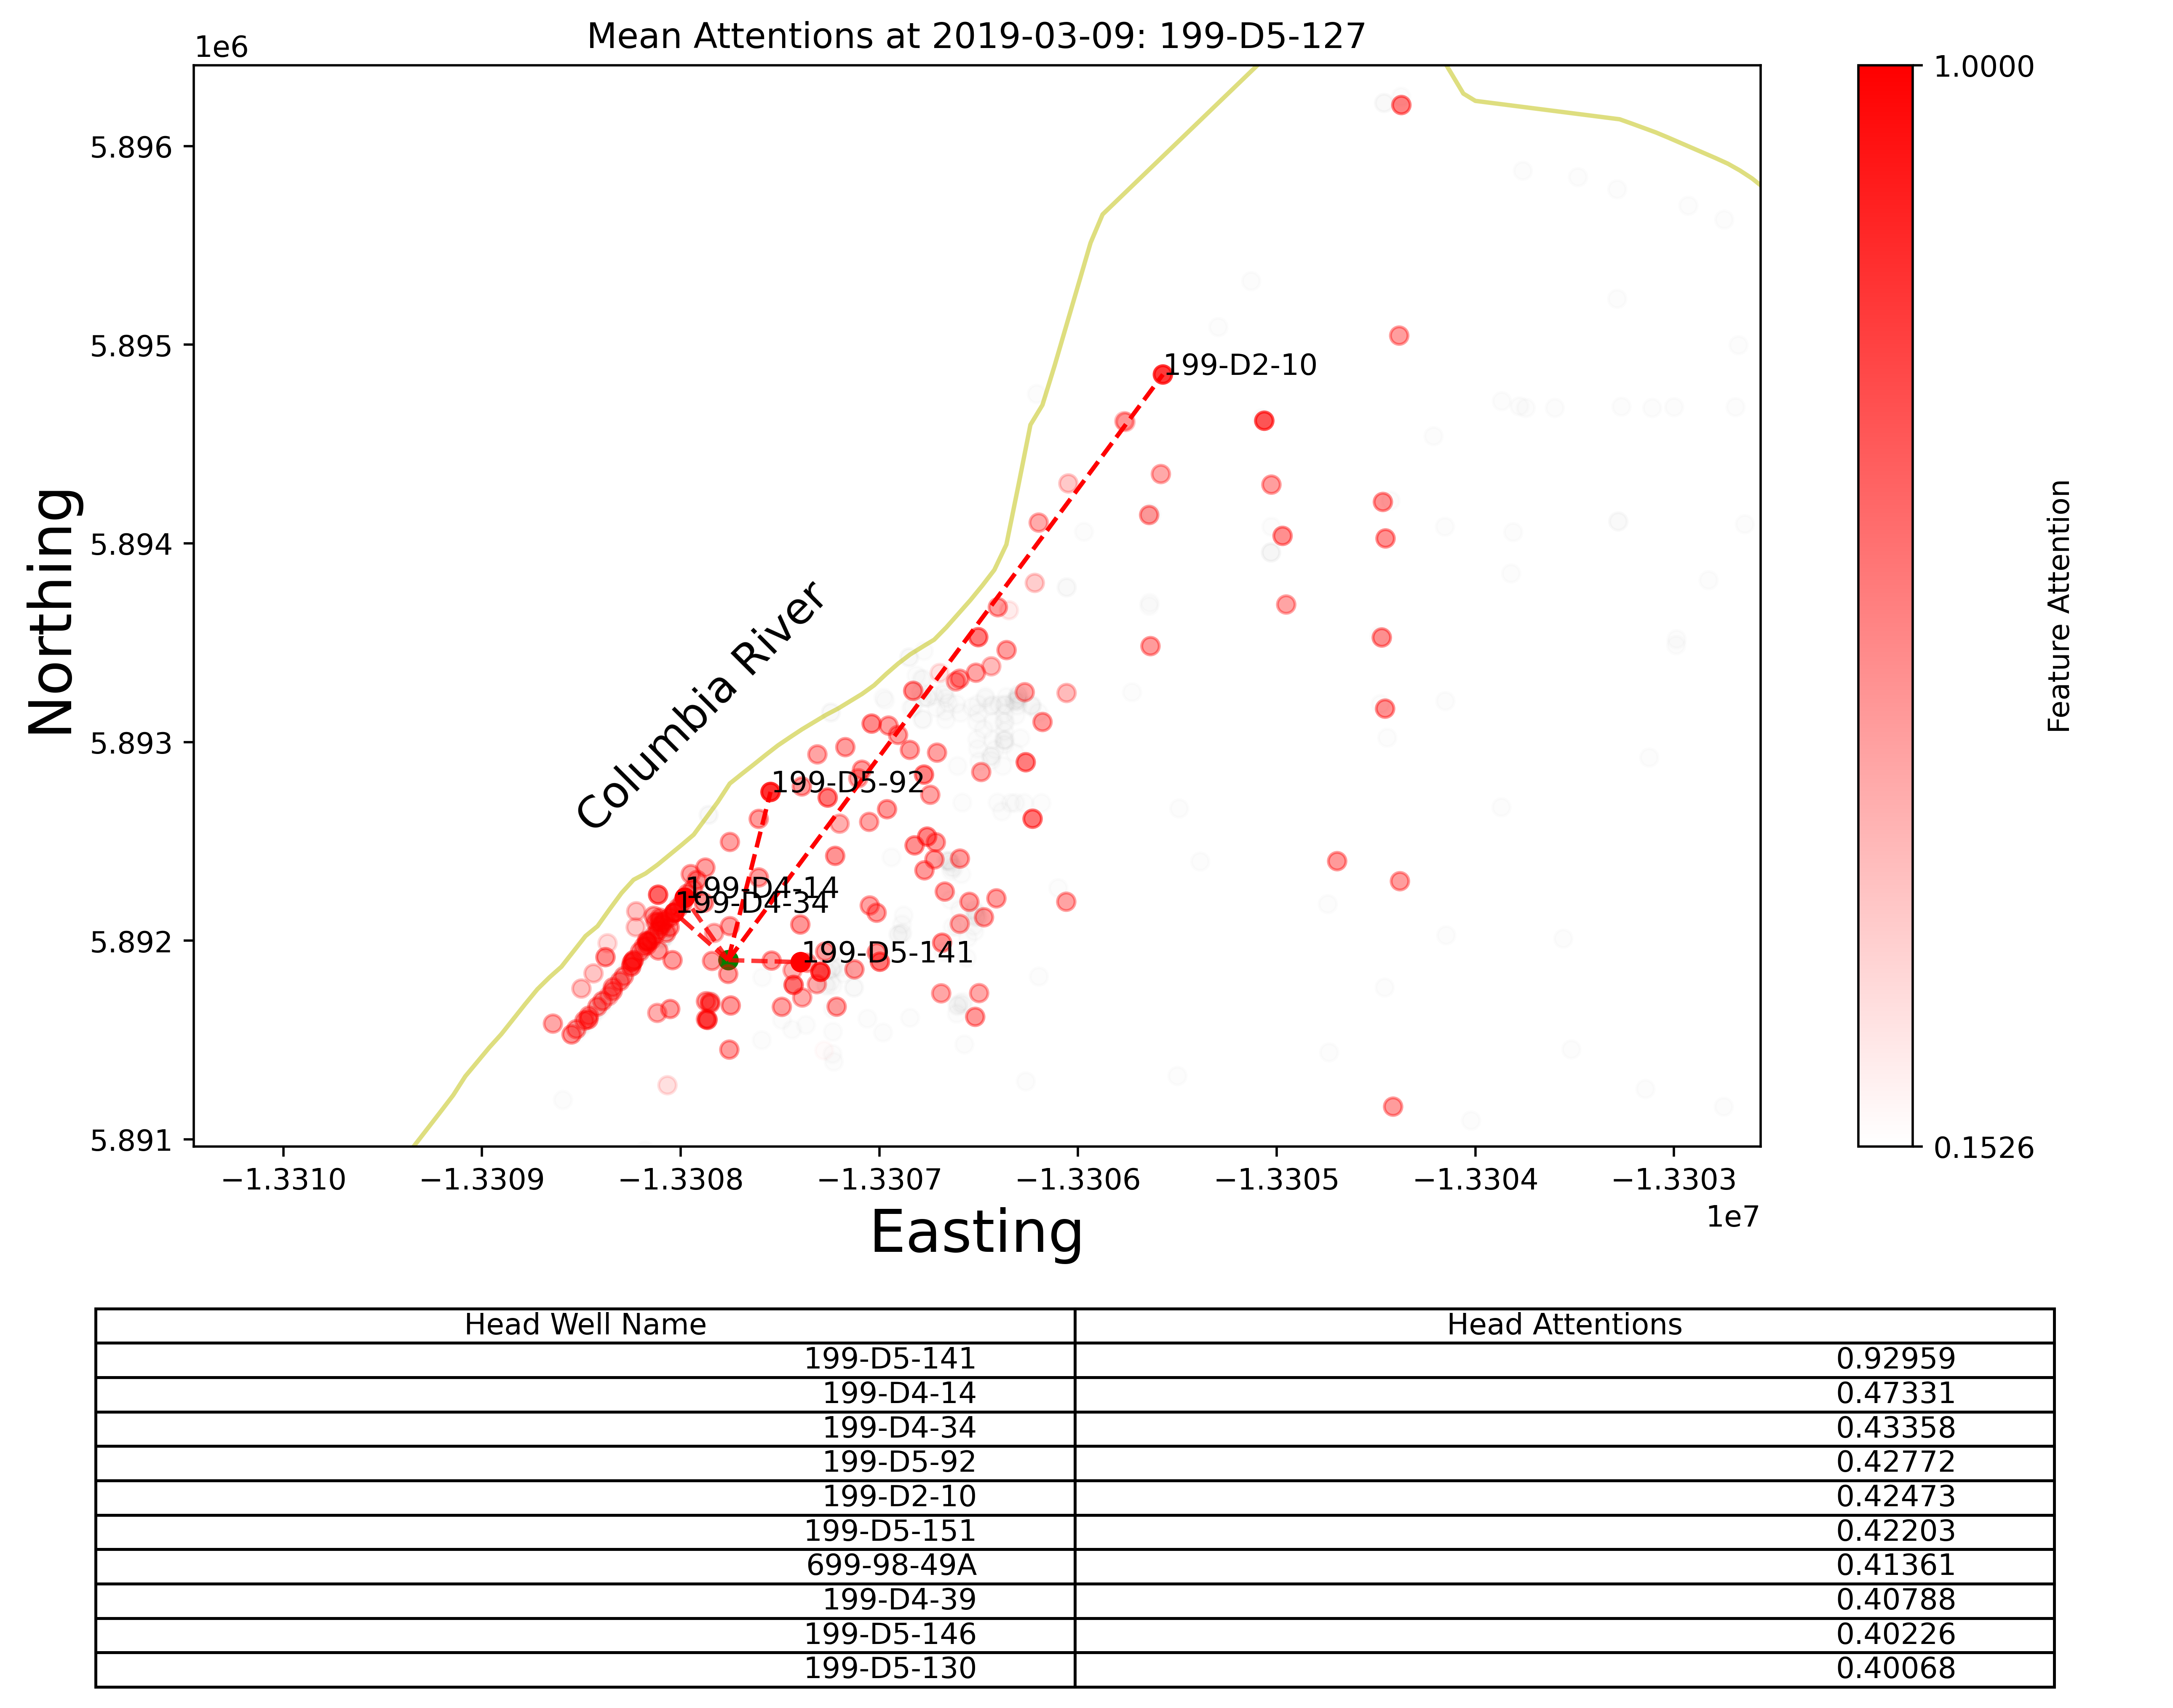 Mean Attentions at 2019-03-09: 199-D5-127
1e6
1.0000
5.896
5.895
5.894
5.893
5.892
5.891
Northing
Columbia River
199-D2-10
199-D5-92
199-D4-14
199-D4-34
199-D5-141
Feature Attention
0.1526
−1.3310 −1.3309 −1.3308 −1.3307 −1.3306 −1.3305 −1.3304 −1.3303
1e7
Easting
Head Well Name Head Attentions
199-D5-141 0.92959
199-D4-14 0.47331
199-D4-34 0.43358
199-D5-92 0.42772
199-D2-10 0.42473
199-D5-151 0.42203
699-98-49A 0.41361
199-D4-39 0.40788
199-D5-146 0.40226
199-D5-130 0.40068